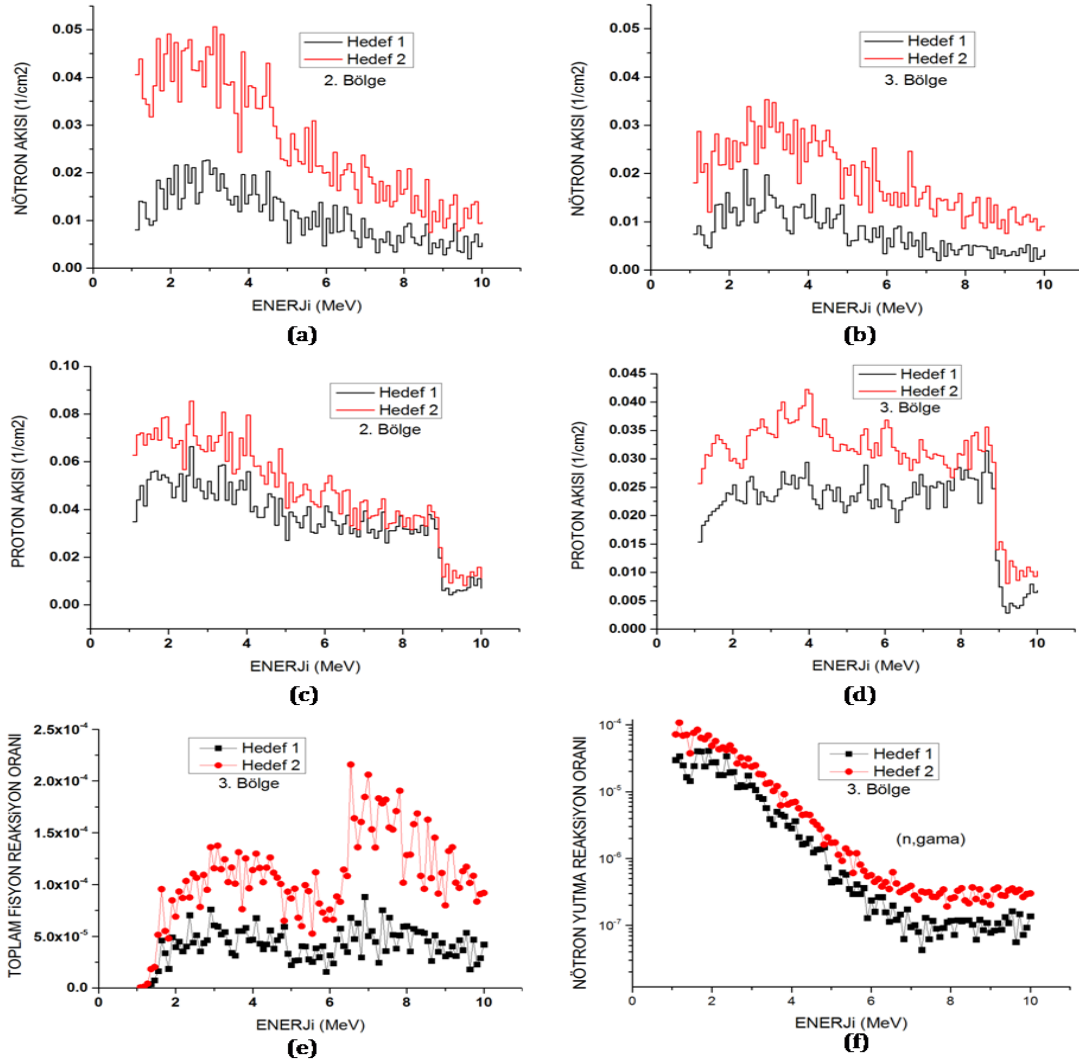 0.05
0.04
0.03
0.02
0.01
0.00
NÖTRON AKISI (1/cm2)
Hedef 1
Hedef 2
2. Bölge
0 2 4 6 8 10
ENERJi (MeV)
(a)
0.05
0.04
0.03
0.02
0.01
0.00
NÖTRON AKISI (1/cm2)
Hedef 1
Hedef 2
3. Bölge
0 2 4 6 8 10
ENERJi (MeV)
(b)
0.10
0.08
0.06
0.04
0.02
0.00
PROTON AKISI (1/cm2)
Hedef 1
Hedef 2
2. Bölge
0 2 4 6 8 10
ENERJi (MeV)
(c)
0.045
0.040
0.035
0.030
0.025
0.020
0.015
0.010
0.005
0.000
PROTON AKISI (1/cm2)
Hedef 1
Hedef 2
3. Bölge
0 2 4 6 8 10
ENERJi (MeV)
(d)
2.5x10⁻⁴
2.0x10⁻⁴
1.5x10⁻⁴
1.0x10⁻⁴
5.0x10⁻⁵
0.0
TOPLAM FiSYON REAKSiYON ORANI
Hedef 1
Hedef 2
3. Bölge
0 2 4 6 8 10
ENERJi (MeV)
(e)
10⁻⁴
10⁻⁵
10⁻⁶
10⁻⁷
NÖTRON YUTMA REAKSiYON ORANI
Hedef 1
Hedef 2
3. Bölge
(n,gama)
0 2 4 6 8 10
ENERJi (MeV)
(f)